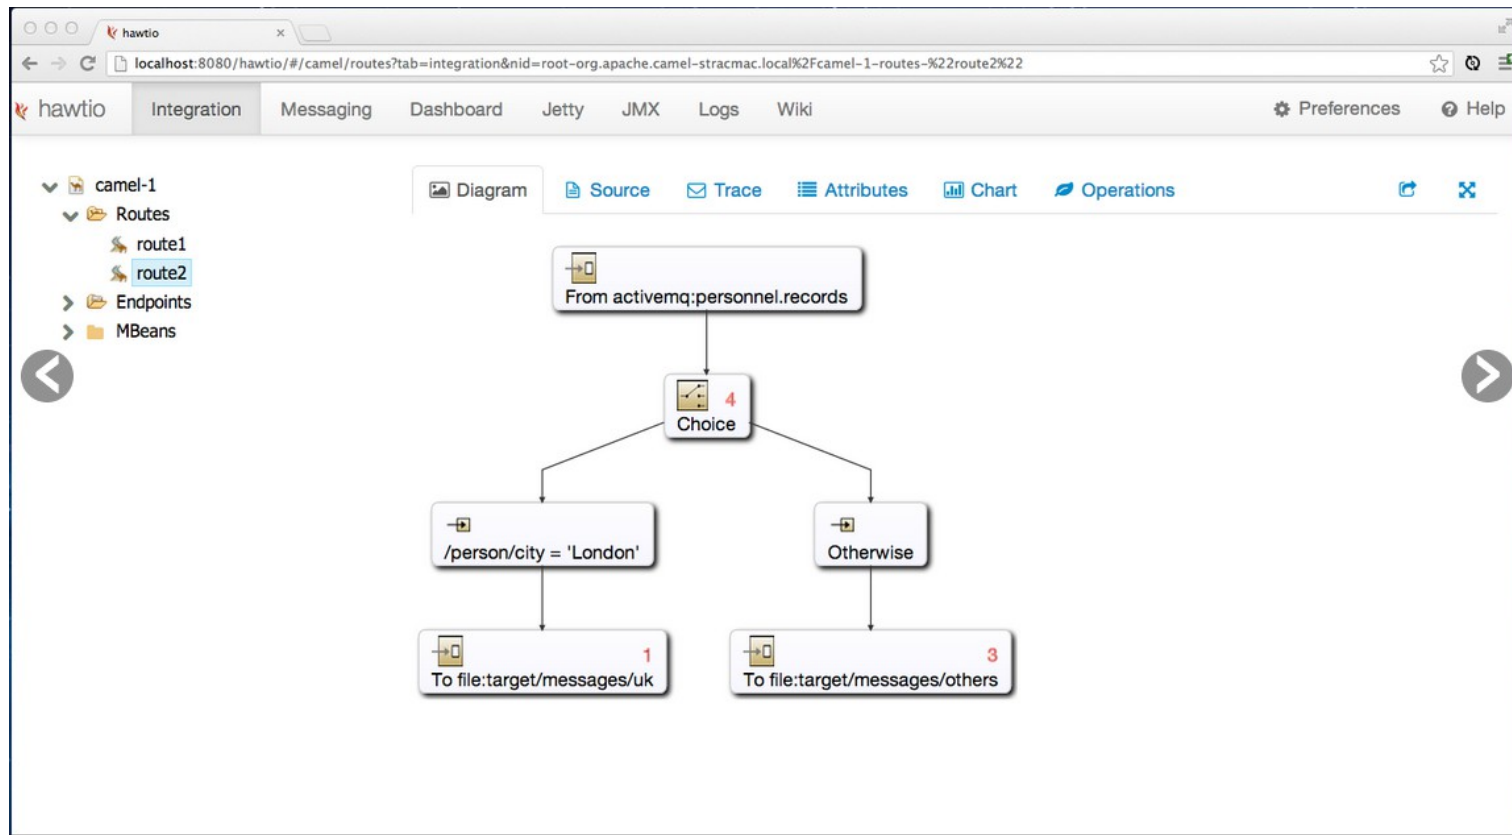 hawtio
localhost:8080/hawtio/#/camel/routes?tab=integration&nid=root-org.apache.camel-stracmac.local%2Fcamel-1-routes-%22route2%22
hawtio Integration Messaging Dashboard Jetty JMX Logs Wiki Preferences Help
camel-1
Routes
route1
route2
Endpoints
MBeans
Diagram Source Trace Attributes Chart Operations
From activemq:personnel.records
4
Choice
/person/city = 'London'
Otherwise
1
To file:target/messages/uk
3
To file:target/messages/others